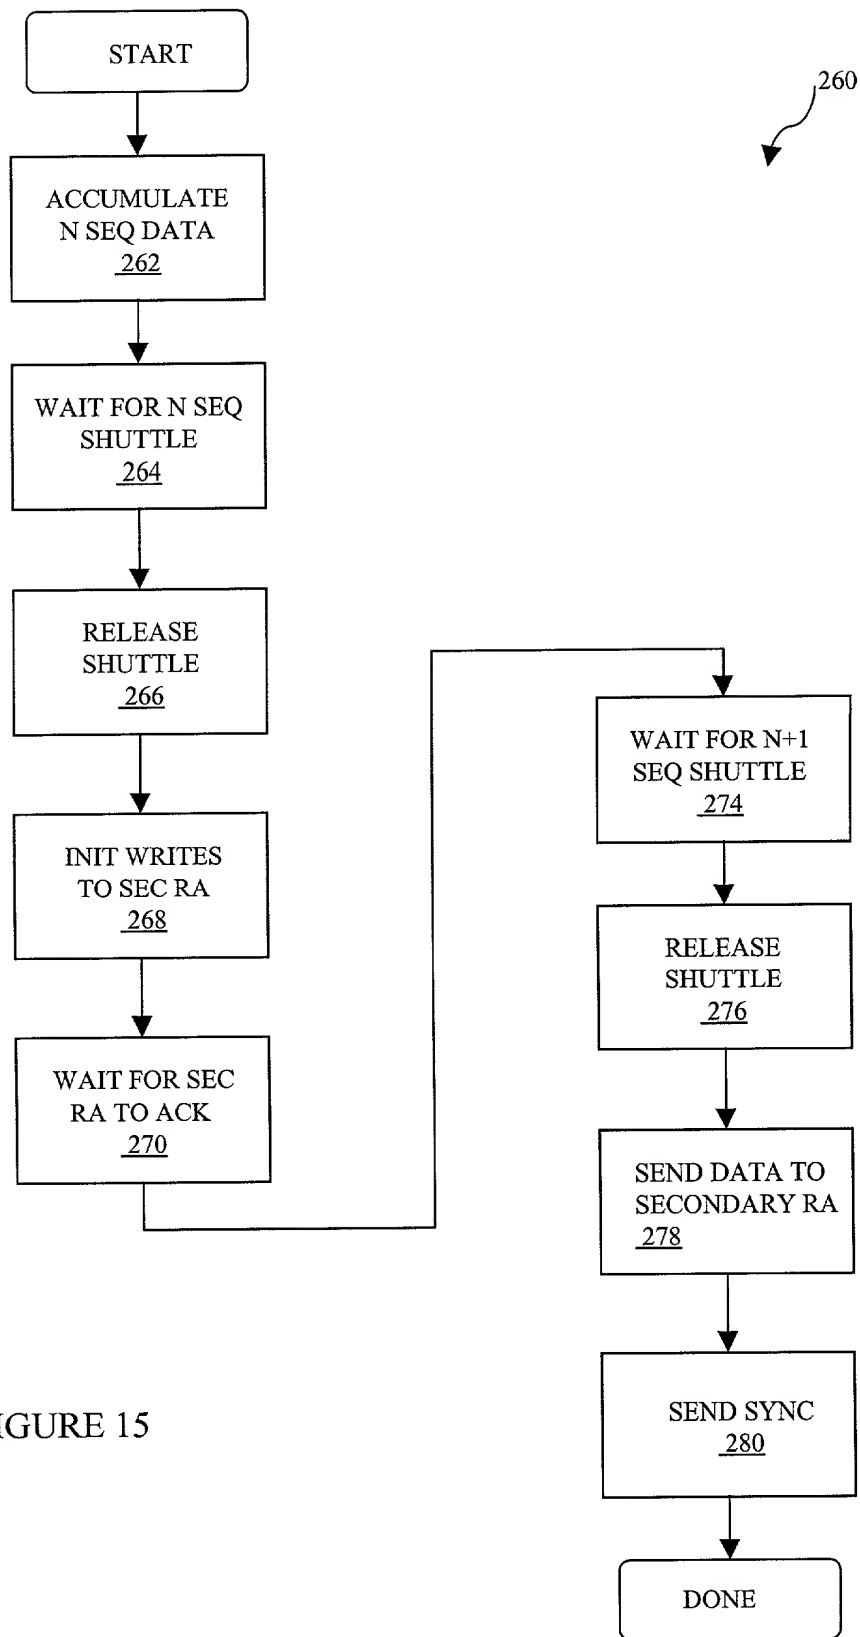 START
260
ACCUMULATE
N SEQ DATA
262
WAIT FOR N SEQ
SHUTTLE
264
RELEASE
SHUTTLE
266
INIT WRITES
TO SEC RA
268
WAIT FOR SEC
RA TO ACK
270
WAIT FOR N+1
SEQ SHUTTLE
274
RELEASE
SHUTTLE
276
SEND DATA TO
SECONDARY RA
278
SEND SYNC
280
DONE
IGURE 15